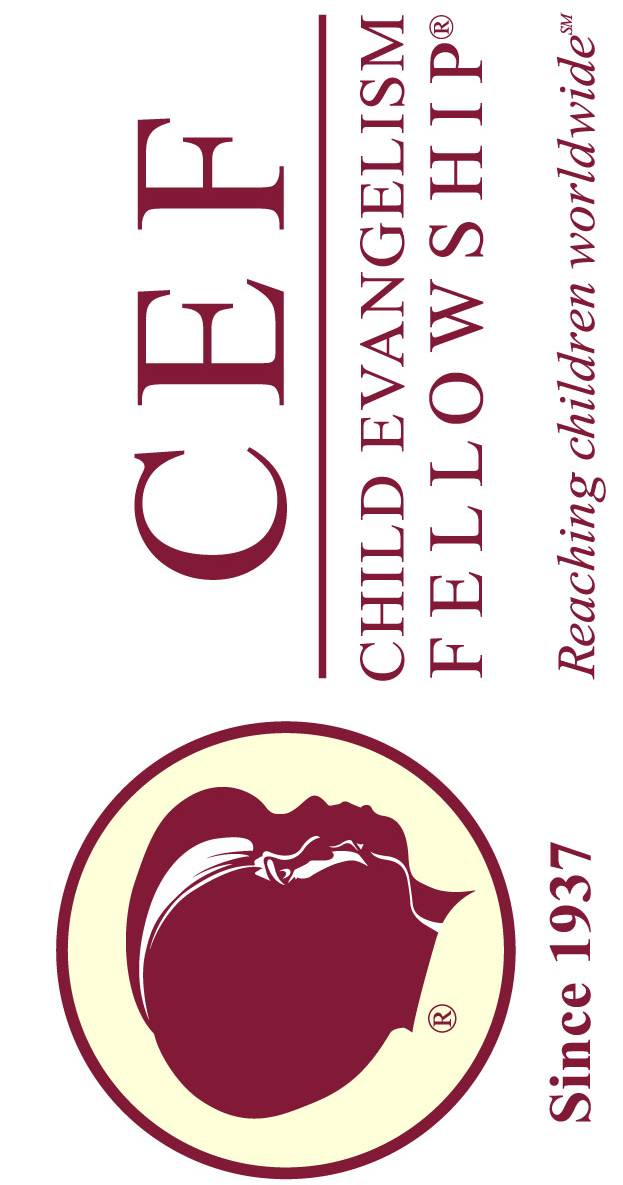 CEF
CHILD EVANGELISM
FELLOWSHIP®
Reaching children worldwide℠
®
Since 1937